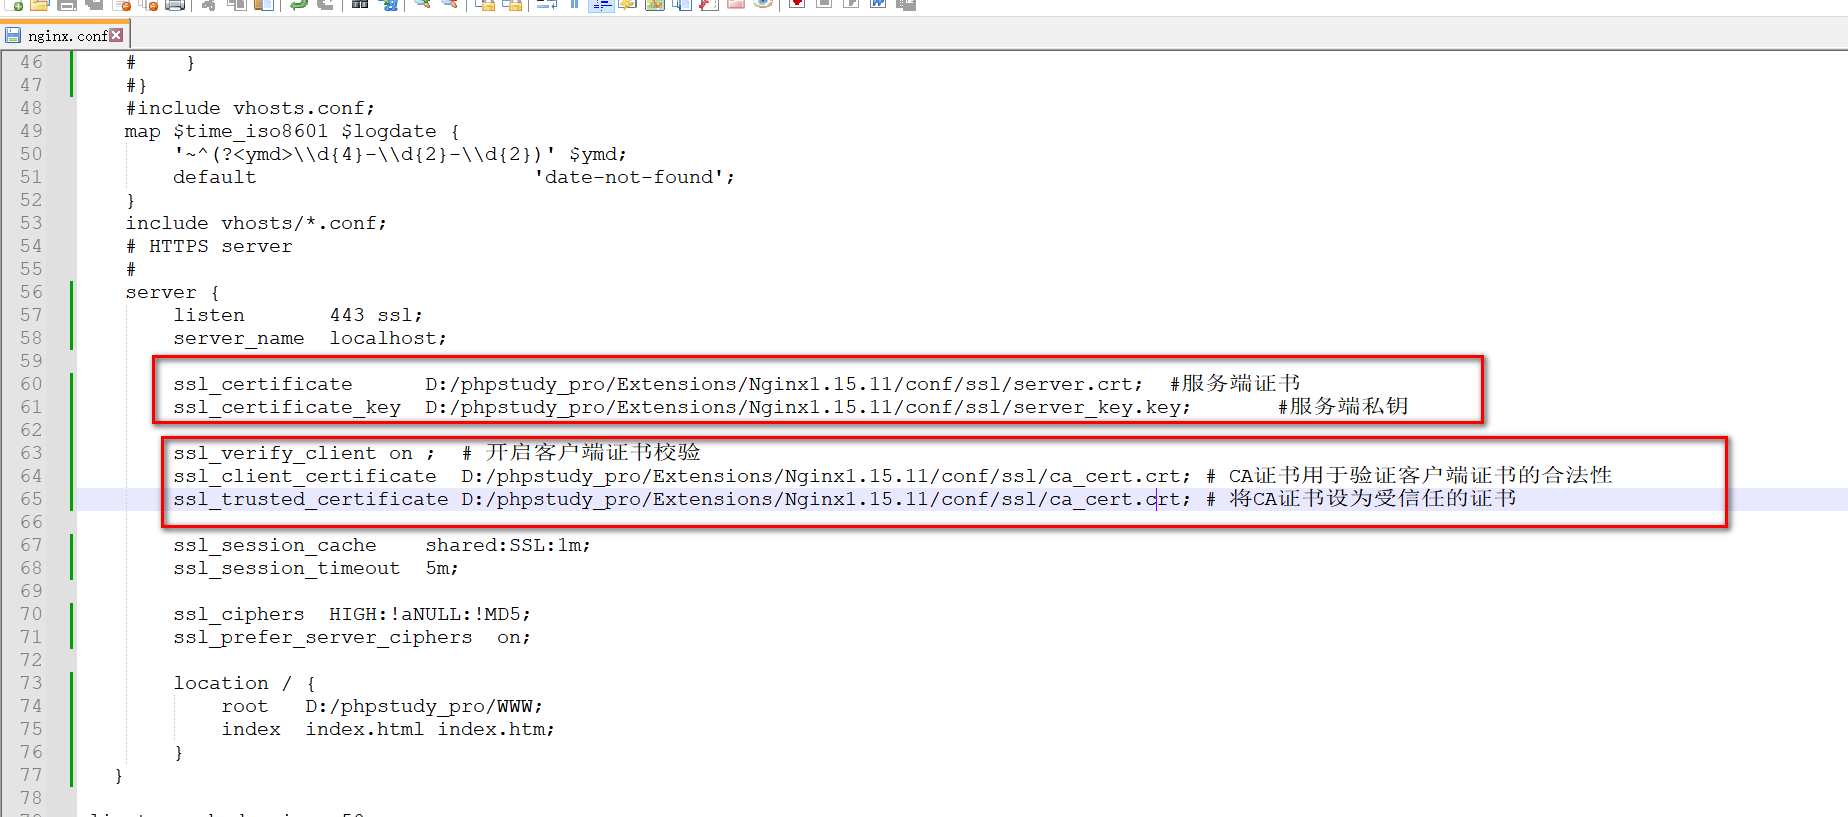 nginx.conf
46 #    }
47 #}
48 #include vhosts.conf;
49 map $time_iso8601 $logdate {
50 '~^(?<ymd>\\d{4}-\\d{2}-\\d{2})' $ymd;
51 default                       'date-not-found';
52 }
53 include vhosts/*.conf;
54 # HTTPS server
55 #
56 server {
57 listen       443 ssl;
58 server_name  localhost;
59
60 ssl_certificate      D:/phpstudy_pro/Extensions/Nginx1.15.11/conf/ssl/server.crt;  #服务端证书
61 ssl_certificate_key  D:/phpstudy_pro/Extensions/Nginx1.15.11/conf/ssl/server_key.key;       #服务端私钥
62
63 ssl_verify_client on ;  # 开启客户端证书校验
64 ssl_client_certificate  D:/phpstudy_pro/Extensions/Nginx1.15.11/conf/ssl/ca_cert.crt; # CA证书用于验证客户端证书的合法性
65 ssl_trusted_certificate D:/phpstudy_pro/Extensions/Nginx1.15.11/conf/ssl/ca_cert.crt; # 将CA证书设为受信任的证书
66
67 ssl_session_cache    shared:SSL:1m;
68 ssl_session_timeout  5m;
69
70 ssl_ciphers  HIGH:!aNULL:!MD5;
71 ssl_prefer_server_ciphers  on;
72
73 location / {
74 root   D:/phpstudy_pro/WWW;
75 index  index.html index.htm;
76 }
77 }
78